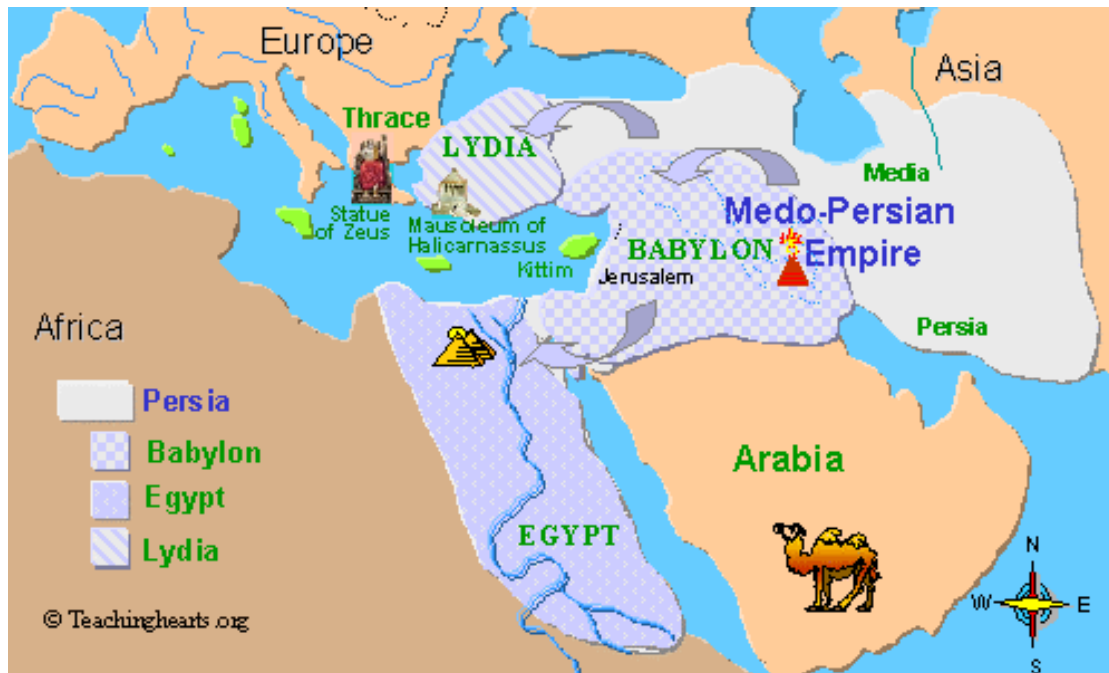 Europe
Asia
Thrace
LYDIA
Media
Statue
of Zeus
Mausoleum of
Halicarnassus
Kittim
Medo-Persian
Empire
BABYLON
Jerusalem
Africa
Persia
Persia
Babylon
Egypt
Lydia
EGYPT
Arabia
© Teachinghearts.org
N
W
E
S